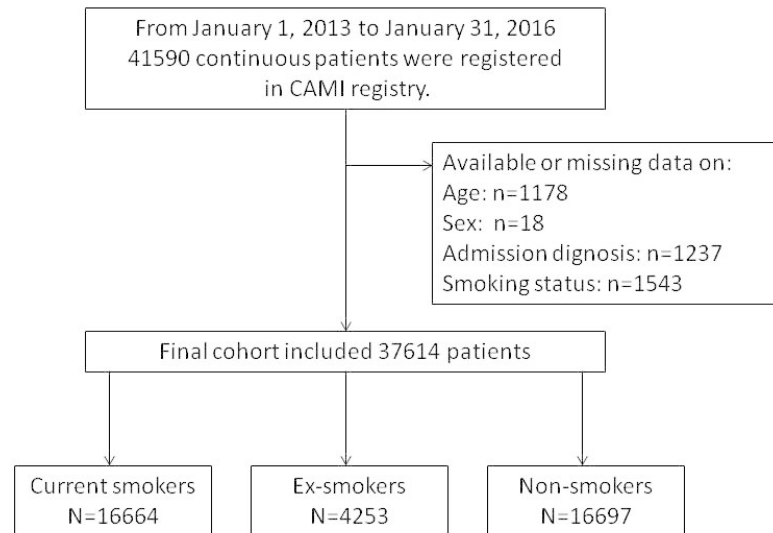 From January 1, 2013 to January 31, 2016
41590 continuous patients were registered
in CAMI registry.
Available or missing data on:
Age: n=1178
Sex:  n=18
Admission dignosis: n=1237
Smoking status: n=1543
Final cohort included 37614 patients
Current smokers
N=16664
Ex-smokers
N=4253
Non-smokers
N=16697